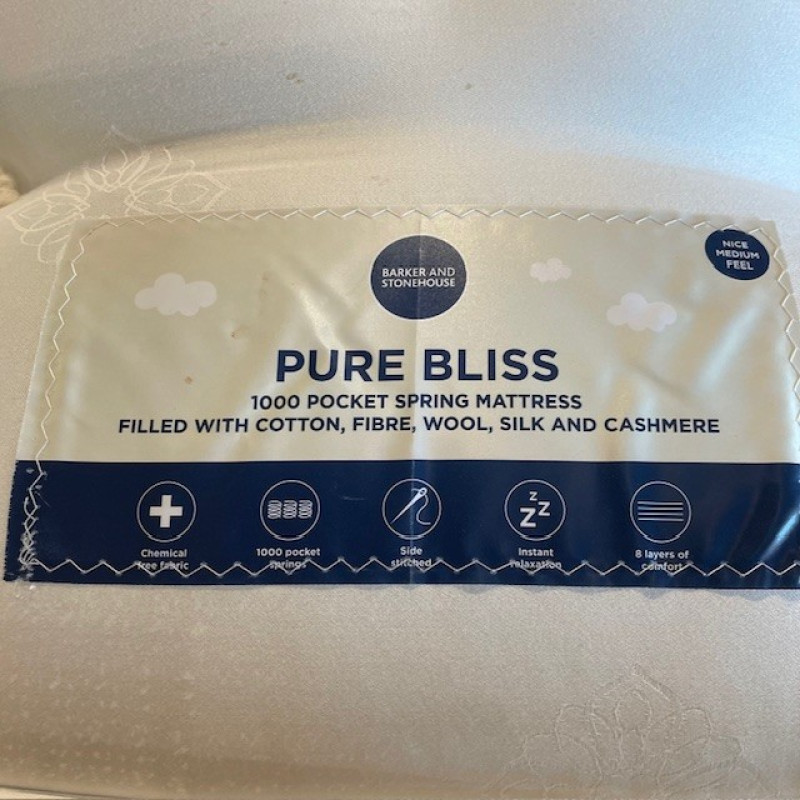 BARKER AND
STONEHOUSE
NICE
MEDIUM
FEEL
PURE BLISS
1000 POCKET SPRING MATTRESS
FILLED WITH COTTON, FIBRE, WOOL, SILK AND CASHMERE
z
z z
Chemical
free fabric
1000 pocket
springs
Side
stitched
Instant
relaxation
8 layers of
comfort